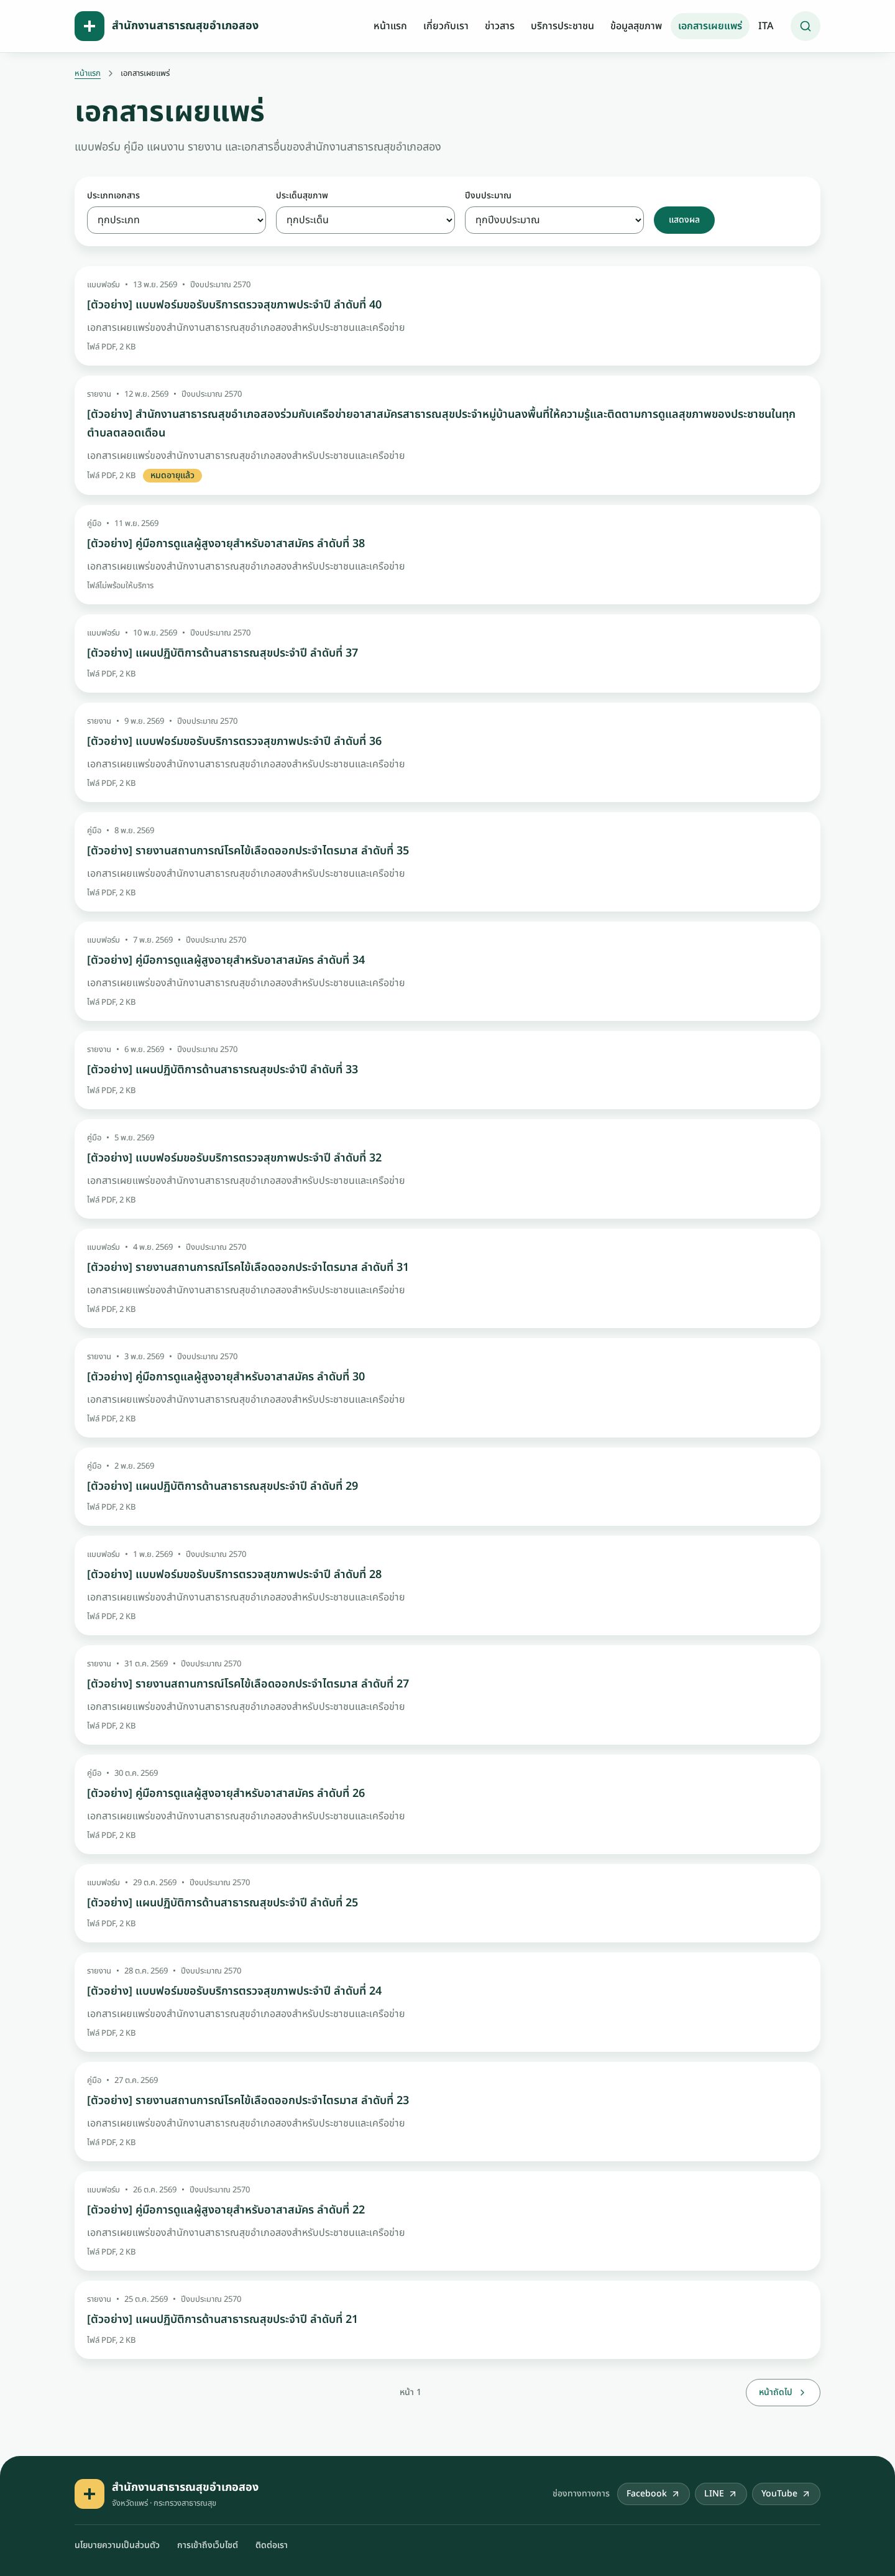 สำนักงานสาธารณสุขอำเภอสอง
หน้าแรก เกี่ยวกับเรา ข่าวสาร บริการประชาชน ข้อมูลสุขภาพ เอกสารเผยแพร่ ITA
หน้าแรก เอกสารเผยแพร่
เอกสารเผยแพร่
แบบฟอร์ม คู่มือ แผนงาน รายงาน และเอกสารอื่นของสำนักงานสาธารณสุขอำเภอสอง
ประเภทเอกสาร ประเด็นสุขภาพ ปีงบประมาณ
ทุกประเภท ทุกประเด็น ทุกปีงบประมาณ แสดงผล
แบบฟอร์ม • 13 พ.ย. 2569 • ปีงบประมาณ 2570
[ตัวอย่าง] แบบฟอร์มขอรับบริการตรวจสุขภาพประจำปี ลำดับที่ 40
เอกสารเผยแพร่ของสำนักงานสาธารณสุขอำเภอสองสำหรับประชาชนและเครือข่าย
ไฟล์ PDF, 2 KB
รายงาน • 12 พ.ย. 2569 • ปีงบประมาณ 2570
[ตัวอย่าง] สำนักงานสาธารณสุขอำเภอสองร่วมกับเครือข่ายอาสาสมัครสาธารณสุขประจำหมู่บ้านลงพื้นที่ให้ความรู้และติดตามการดูแลสุขภาพของประชาชนในทุก
ตำบลตลอดเดือน
เอกสารเผยแพร่ของสำนักงานสาธารณสุขอำเภอสองสำหรับประชาชนและเครือข่าย
ไฟล์ PDF, 2 KB หมดอายุแล้ว
คู่มือ • 11 พ.ย. 2569
[ตัวอย่าง] คู่มือการดูแลผู้สูงอายุสำหรับอาสาสมัคร ลำดับที่ 38
เอกสารเผยแพร่ของสำนักงานสาธารณสุขอำเภอสองสำหรับประชาชนและเครือข่าย
ไฟล์ไม่พร้อมให้บริการ
แบบฟอร์ม • 10 พ.ย. 2569 • ปีงบประมาณ 2570
[ตัวอย่าง] แผนปฏิบัติการด้านสาธารณสุขประจำปี ลำดับที่ 37
ไฟล์ PDF, 2 KB
รายงาน • 9 พ.ย. 2569 • ปีงบประมาณ 2570
[ตัวอย่าง] แบบฟอร์มขอรับบริการตรวจสุขภาพประจำปี ลำดับที่ 36
เอกสารเผยแพร่ของสำนักงานสาธารณสุขอำเภอสองสำหรับประชาชนและเครือข่าย
ไฟล์ PDF, 2 KB
คู่มือ • 8 พ.ย. 2569
[ตัวอย่าง] รายงานสถานการณ์โรคไข้เลือดออกประจำไตรมาส ลำดับที่ 35
เอกสารเผยแพร่ของสำนักงานสาธารณสุขอำเภอสองสำหรับประชาชนและเครือข่าย
ไฟล์ PDF, 2 KB
แบบฟอร์ม • 7 พ.ย. 2569 • ปีงบประมาณ 2570
[ตัวอย่าง] คู่มือการดูแลผู้สูงอายุสำหรับอาสาสมัคร ลำดับที่ 34
เอกสารเผยแพร่ของสำนักงานสาธารณสุขอำเภอสองสำหรับประชาชนและเครือข่าย
ไฟล์ PDF, 2 KB
รายงาน • 6 พ.ย. 2569 • ปีงบประมาณ 2570
[ตัวอย่าง] แผนปฏิบัติการด้านสาธารณสุขประจำปี ลำดับที่ 33
ไฟล์ PDF, 2 KB
คู่มือ • 5 พ.ย. 2569
[ตัวอย่าง] แบบฟอร์มขอรับบริการตรวจสุขภาพประจำปี ลำดับที่ 32
เอกสารเผยแพร่ของสำนักงานสาธารณสุขอำเภอสองสำหรับประชาชนและเครือข่าย
ไฟล์ PDF, 2 KB
แบบฟอร์ม • 4 พ.ย. 2569 • ปีงบประมาณ 2570
[ตัวอย่าง] รายงานสถานการณ์โรคไข้เลือดออกประจำไตรมาส ลำดับที่ 31
เอกสารเผยแพร่ของสำนักงานสาธารณสุขอำเภอสองสำหรับประชาชนและเครือข่าย
ไฟล์ PDF, 2 KB
รายงาน • 3 พ.ย. 2569 • ปีงบประมาณ 2570
[ตัวอย่าง] คู่มือการดูแลผู้สูงอายุสำหรับอาสาสมัคร ลำดับที่ 30
เอกสารเผยแพร่ของสำนักงานสาธารณสุขอำเภอสองสำหรับประชาชนและเครือข่าย
ไฟล์ PDF, 2 KB
คู่มือ • 2 พ.ย. 2569
[ตัวอย่าง] แผนปฏิบัติการด้านสาธารณสุขประจำปี ลำดับที่ 29
ไฟล์ PDF, 2 KB
แบบฟอร์ม • 1 พ.ย. 2569 • ปีงบประมาณ 2570
[ตัวอย่าง] แบบฟอร์มขอรับบริการตรวจสุขภาพประจำปี ลำดับที่ 28
เอกสารเผยแพร่ของสำนักงานสาธารณสุขอำเภอสองสำหรับประชาชนและเครือข่าย
ไฟล์ PDF, 2 KB
รายงาน • 31 ต.ค. 2569 • ปีงบประมาณ 2570
[ตัวอย่าง] รายงานสถานการณ์โรคไข้เลือดออกประจำไตรมาส ลำดับที่ 27
เอกสารเผยแพร่ของสำนักงานสาธารณสุขอำเภอสองสำหรับประชาชนและเครือข่าย
ไฟล์ PDF, 2 KB
คู่มือ • 30 ต.ค. 2569
[ตัวอย่าง] คู่มือการดูแลผู้สูงอายุสำหรับอาสาสมัคร ลำดับที่ 26
เอกสารเผยแพร่ของสำนักงานสาธารณสุขอำเภอสองสำหรับประชาชนและเครือข่าย
ไฟล์ PDF, 2 KB
แบบฟอร์ม • 29 ต.ค. 2569 • ปีงบประมาณ 2570
[ตัวอย่าง] แผนปฏิบัติการด้านสาธารณสุขประจำปี ลำดับที่ 25
ไฟล์ PDF, 2 KB
รายงาน • 28 ต.ค. 2569 • ปีงบประมาณ 2570
[ตัวอย่าง] แบบฟอร์มขอรับบริการตรวจสุขภาพประจำปี ลำดับที่ 24
เอกสารเผยแพร่ของสำนักงานสาธารณสุขอำเภอสองสำหรับประชาชนและเครือข่าย
ไฟล์ PDF, 2 KB
คู่มือ • 27 ต.ค. 2569
[ตัวอย่าง] รายงานสถานการณ์โรคไข้เลือดออกประจำไตรมาส ลำดับที่ 23
เอกสารเผยแพร่ของสำนักงานสาธารณสุขอำเภอสองสำหรับประชาชนและเครือข่าย
ไฟล์ PDF, 2 KB
แบบฟอร์ม • 26 ต.ค. 2569 • ปีงบประมาณ 2570
[ตัวอย่าง] คู่มือการดูแลผู้สูงอายุสำหรับอาสาสมัคร ลำดับที่ 22
เอกสารเผยแพร่ของสำนักงานสาธารณสุขอำเภอสองสำหรับประชาชนและเครือข่าย
ไฟล์ PDF, 2 KB
รายงาน • 25 ต.ค. 2569 • ปีงบประมาณ 2570
[ตัวอย่าง] แผนปฏิบัติการด้านสาธารณสุขประจำปี ลำดับที่ 21
ไฟล์ PDF, 2 KB
หน้า 1 หน้าถัดไป
สำนักงานสาธารณสุขอำเภอสอง
จังหวัดแพร่ · กระทรวงสาธารณสุข
ช่องทางทางการ Facebook LINE YouTube
นโยบายความเป็นส่วนตัว การเข้าถึงเว็บไซต์ ติดต่อเรา